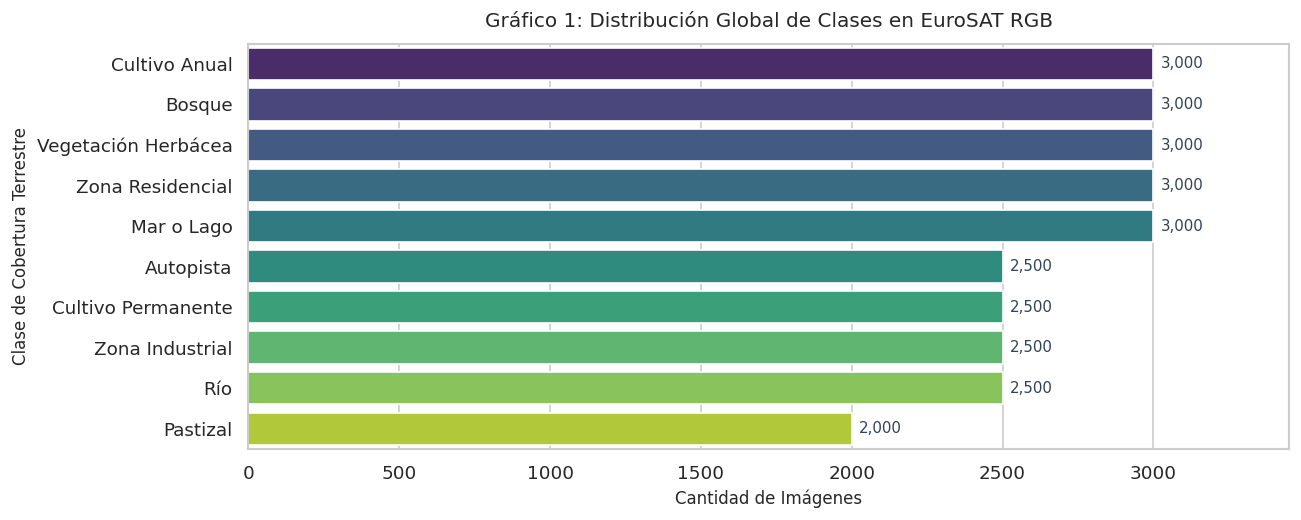 Gráfico 1: Distribución Global de Clases en EuroSAT RGB
Clase de Cobertura Terrestre
Cultivo Anual 3,000
Bosque 3,000
Vegetación Herbácea 3,000
Zona Residencial 3,000
Mar o Lago 3,000
Autopista 2,500
Cultivo Permanente 2,500
Zona Industrial 2,500
Río 2,500
Pastizal 2,000
0 500 1000 1500 2000 2500 3000
Cantidad de Imágenes